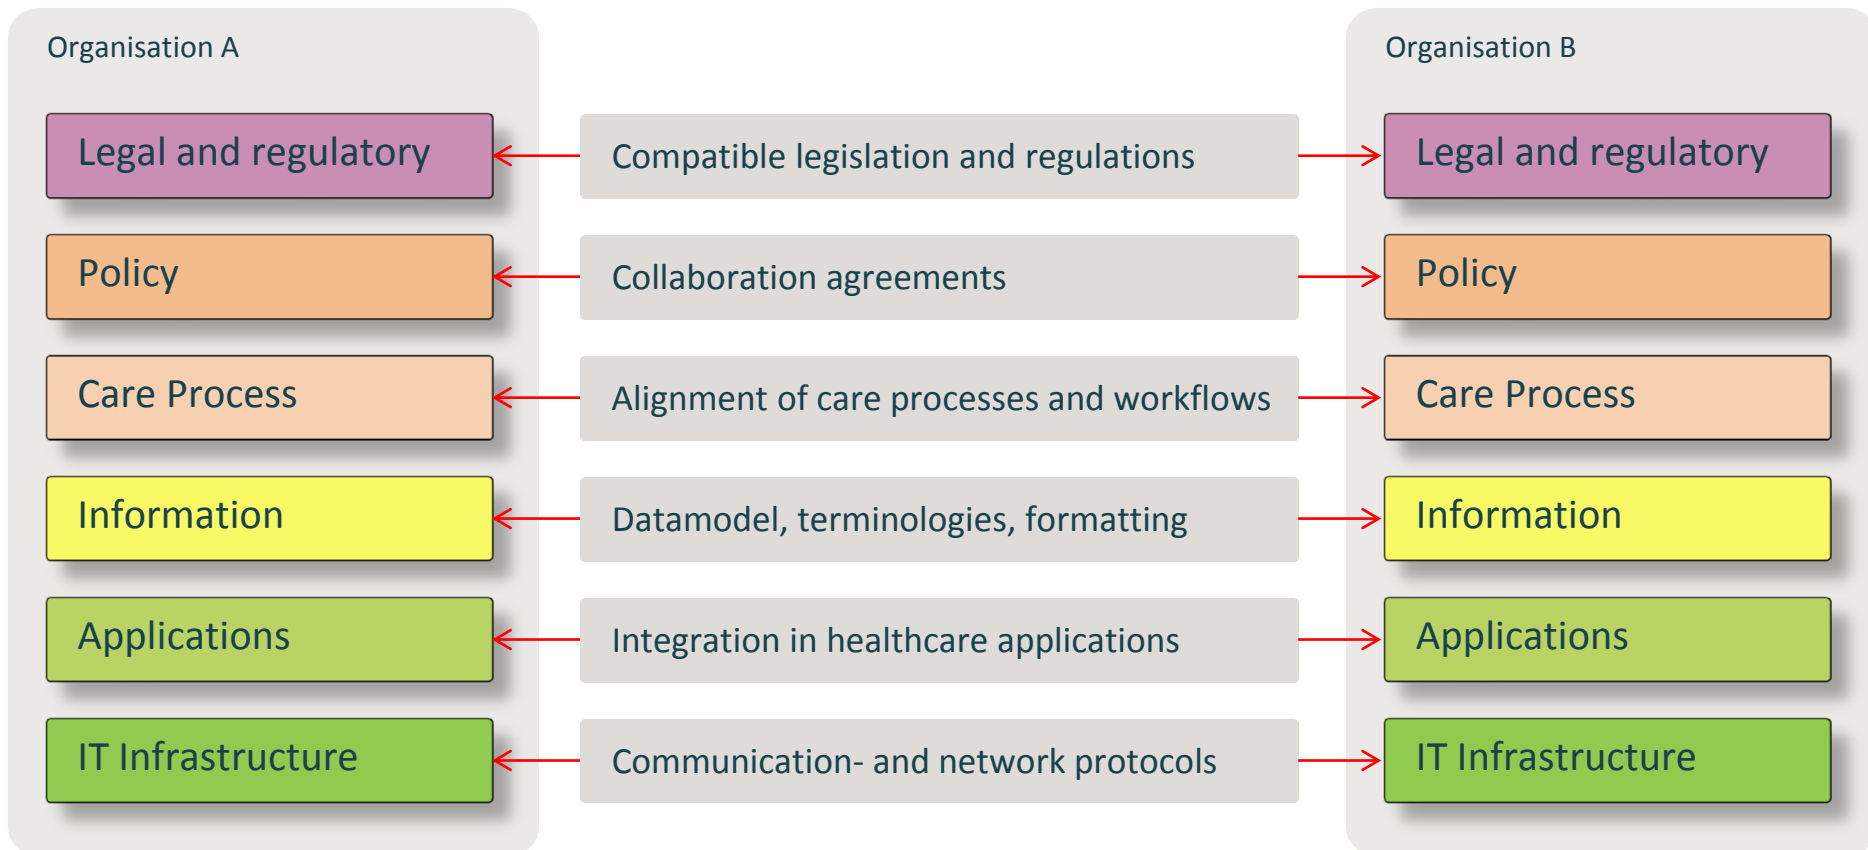 Organisation A
Organisation B
Legal and regulatory
Compatible legislation and regulations
Legal and regulatory
Policy
Collaboration agreements
Policy
Care Process
Alignment of care processes and workflows
Care Process
Information
Datamodel, terminologies, formatting
Information
Applications
Integration in healthcare applications
Applications
IT Infrastructure
Communication- and network protocols
IT Infrastructure